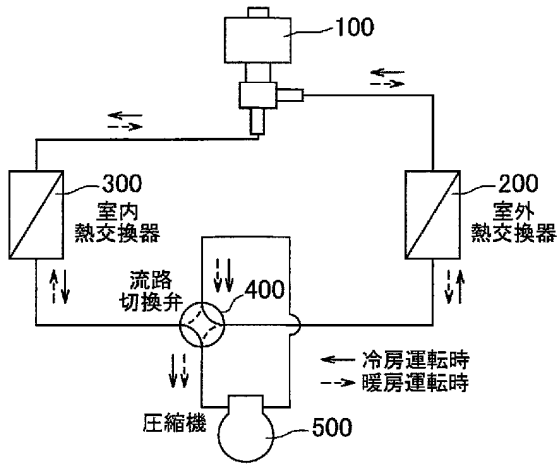 100
300
室内
熱交換器
200
室外
熱交換器
流路
切換弁
400
冷房運転時
暖房運転時
圧縮機
500